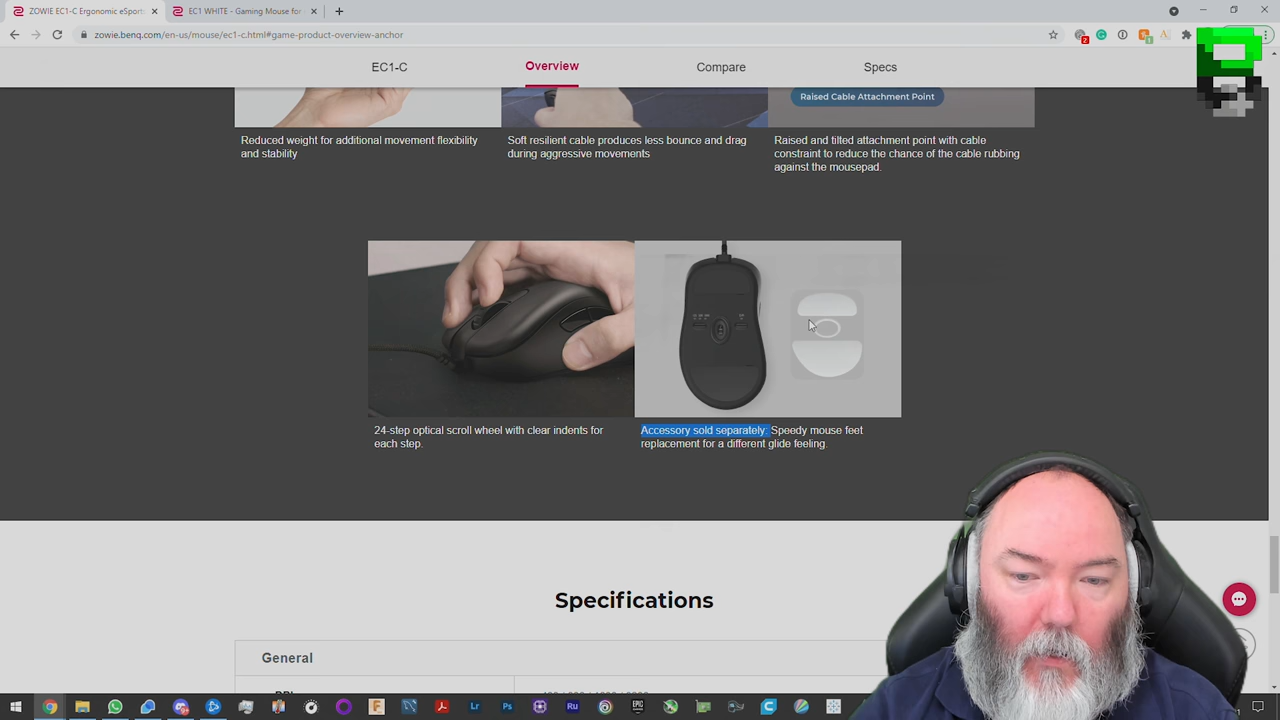 ZOWIE EC1-C Ergonomic eSports
EC1 WHITE - Gaming Mouse for
zowie.benq.com/en-us/mouse/ec1-c.html#game-product-overview-anchor
EC1-C
Overview
Compare
Specs
Raised Cable Attachment Point
Reduced weight for additional movement flexibility
and stability
Soft resilient cable produces less bounce and drag
during aggressive movements
Raised and tilted attachment point with cable
constraint to reduce the chance of the cable rubbing
against the mousepad.
24-step optical scroll wheel with clear indents for
each step.
Accessory sold separately: Speedy mouse feet
replacement for a different glide feeling.
Specifications
General